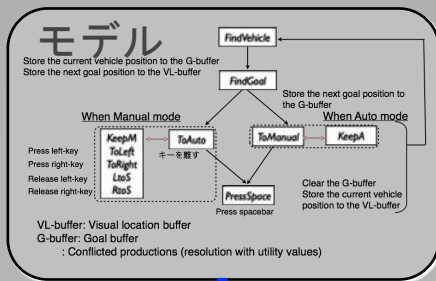 モデル
FindVehicle
Store the current vehicle position to the G-buffer
Store the next goal position to the VL-buffer
FindGoal
Store the next goal position to
the G-buffer
When Manual mode
When Auto mode
KeepM
ToAuto
ToManual
KeepA
Press left-key
ToLeft
キーを離す
Press right-key
ToRight
Release left-key
LtoS
Release right-key
RtoS
Clear the G-buffer
Store the current vehicle
position to the VL-buffer
PressSpace
Press spacebar
VL-buffer: Visual location buffer
G-buffer: Goal buffer
: Conflicted productions (resolution with utility values)